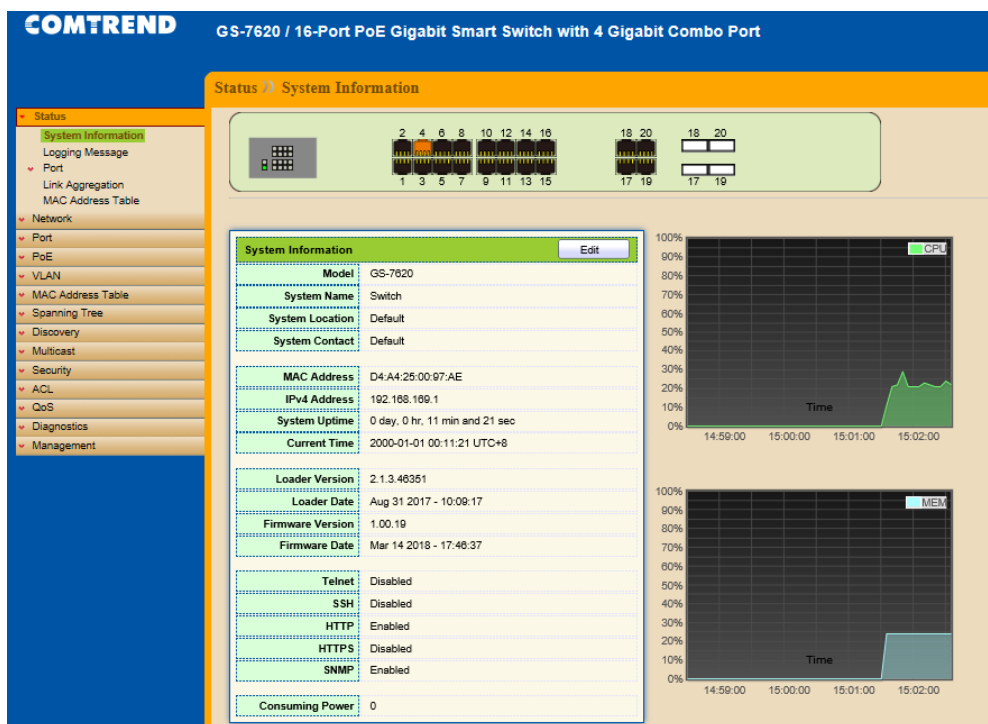 COMTREND
GS-7620 / 16-Port PoE Gigabit Smart Switch with 4 Gigabit Combo Port
Status >> System Information
Status
System Information
Logging Message
Port
Link Aggregation
MAC Address Table
Network
Port
PoE
VLAN
MAC Address Table
Spanning Tree
Discovery
Multicast
Security
ACL
QoS
Diagnostics
Management
2 4 6 8 10 12 14 16 18 20 18 20
1 3 5 7 9 11 13 15 17 19 17 19
System Information Edit
Model GS-7620
System Name Switch
System Location Default
System Contact Default
MAC Address D4:A4:25:00:97:AE
IPv4 Address 192.168.169.1
System Uptime 0 day, 0 hr, 11 min and 21 sec
Current Time 2000-01-01 00:11:21 UTC+8
Loader Version 2.1.3.46351
Loader Date Aug 31 2017 - 10:09:17
Firmware Version 1.00.19
Firmware Date Mar 14 2018 - 17:46:37
Telnet Disabled
SSH Disabled
HTTP Enabled
HTTPS Disabled
SNMP Enabled
Consuming Power 0
100%
90%
80%
70%
60%
50%
40%
30%
20%
10%
0%
CPU
Time
14:59:00 15:00:00 15:01:00 15:02:00
100%
90%
80%
70%
60%
50%
40%
30%
20%
10%
0%
MEM
Time
14:59:00 15:00:00 15:01:00 15:02:00